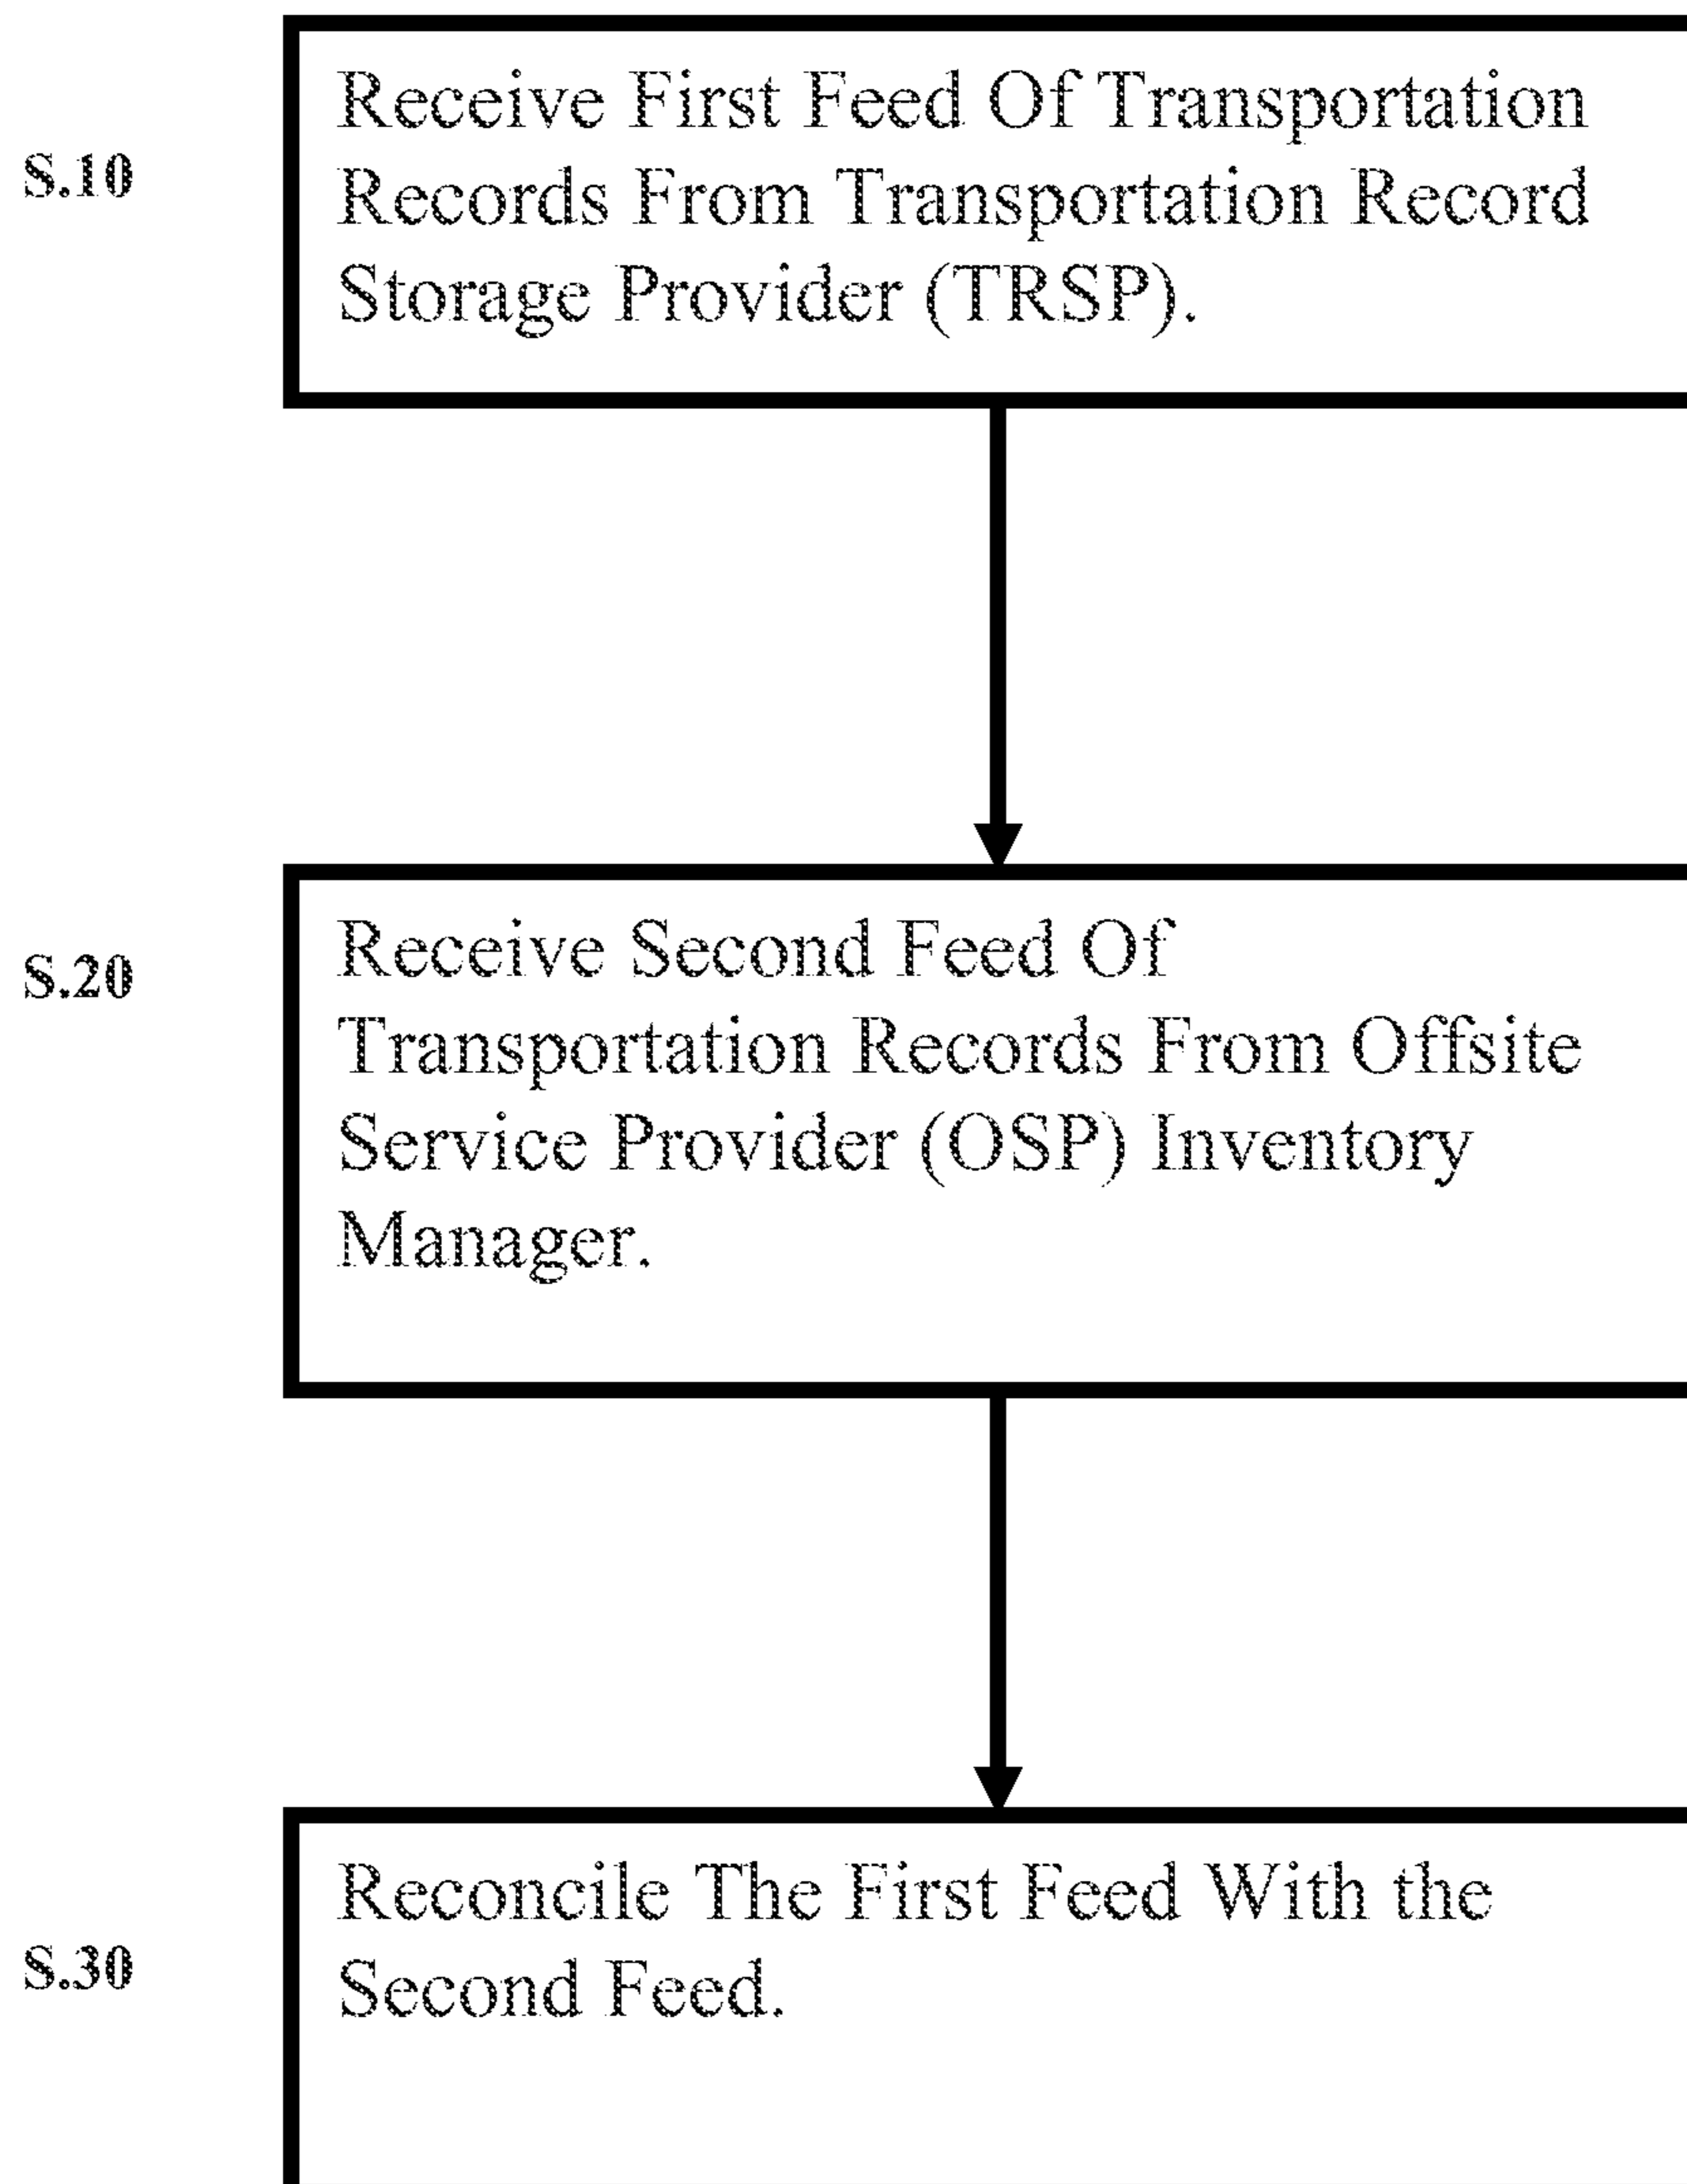 S.10
Receive First Feed Of Transportation
Records From Transportation Record
Storage Provider (TRSP).
S.20
Receive Second Feed Of
Transportation Records From Offsite
Service Provider (OSP) Inventory
Manager.
S.30
Reconcile The First Feed With the
Second Feed.